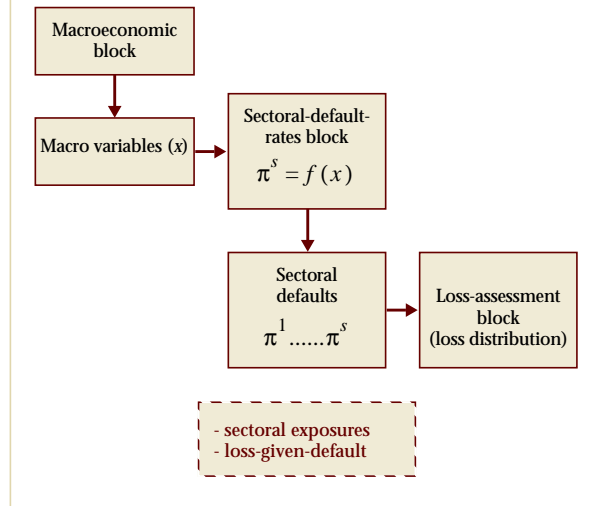 Macroeconomic
block
Macro variables (x)
Sectoral-default-
rates block
π^s = f (x)
Sectoral
defaults
π^1 ...... π^s
Loss-assessment
block
(loss distribution)
- sectoral exposures
- loss-given-default